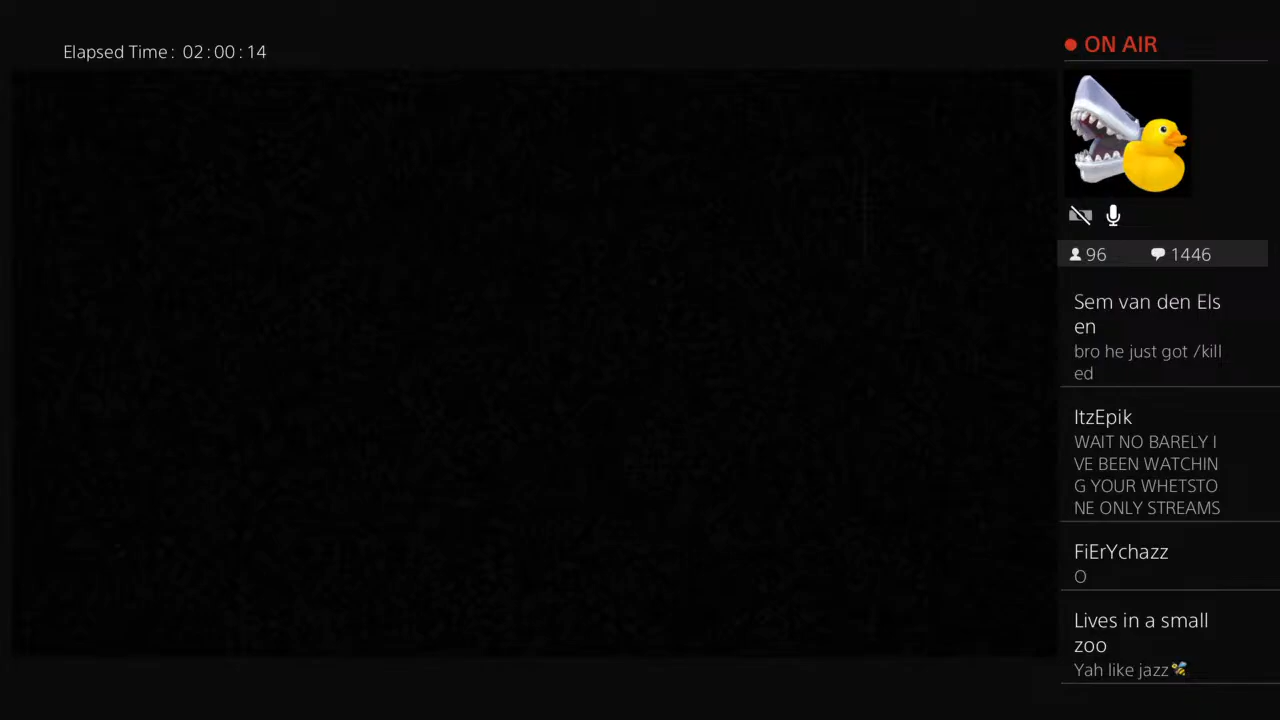 Elapsed Time: 02:00:14
ON AIR
96 1446
Sem van den Els
en
bro he just got /kill
ed
ItzEpik
WAIT NO BARELY I
VE BEEN WATCHIN
G YOUR WHETSTO
NE ONLY STREAMS
FiErYchazz
O
Lives in a small
zoo
Yah like jazz🐝